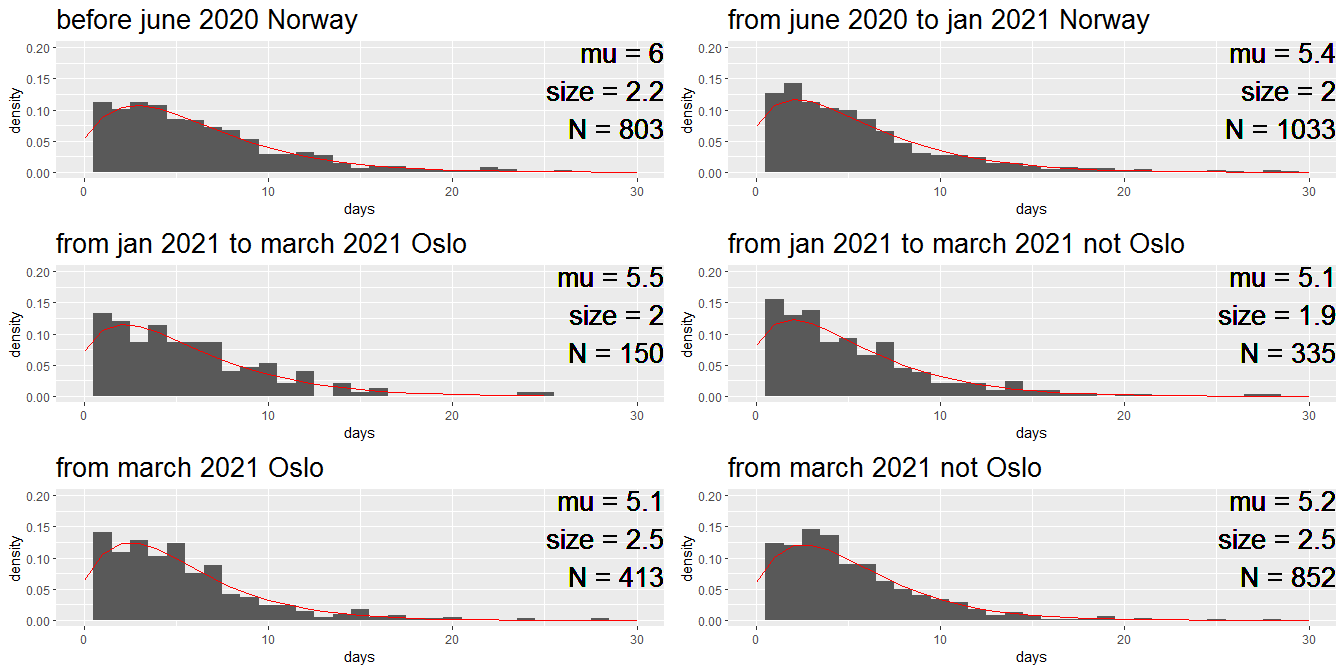 before june 2020 Norway
mu = 6
size = 2.2
N = 803
density
0.20
0.15
0.10
0.05
0.00
0 10 20 30
days
from june 2020 to jan 2021 Norway
mu = 5.4
size = 2
N = 1033
density
0.20
0.15
0.10
0.05
0.00
0 10 20 30
days
from jan 2021 to march 2021 Oslo
mu = 5.5
size = 2
N = 150
density
0.20
0.15
0.10
0.05
0.00
0 10 20 30
days
from jan 2021 to march 2021 not Oslo
mu = 5.1
size = 1.9
N = 335
density
0.20
0.15
0.10
0.05
0.00
0 10 20 30
days
from march 2021 Oslo
mu = 5.1
size = 2.5
N = 413
density
0.20
0.15
0.10
0.05
0.00
0 10 20 30
days
from march 2021 not Oslo
mu = 5.2
size = 2.5
N = 852
density
0.20
0.15
0.10
0.05
0.00
0 10 20 30
days